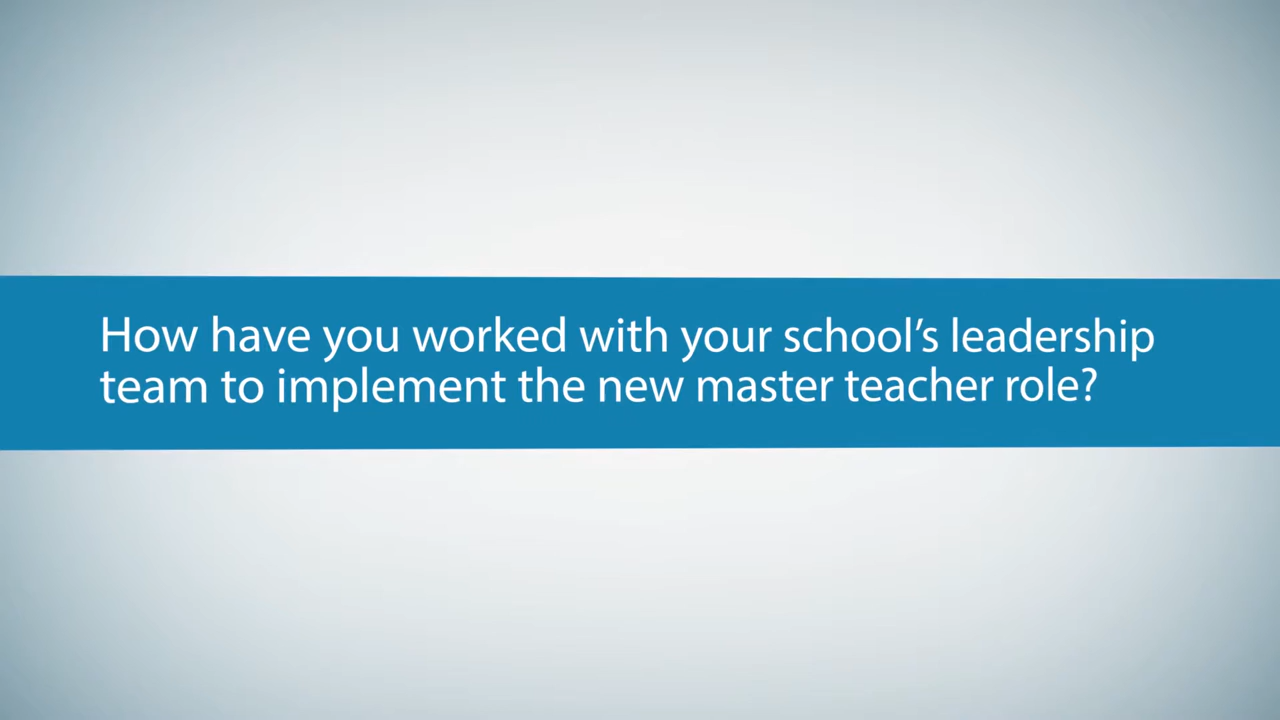 How have you worked with your school’s leadership
team to implement the new master teacher role?